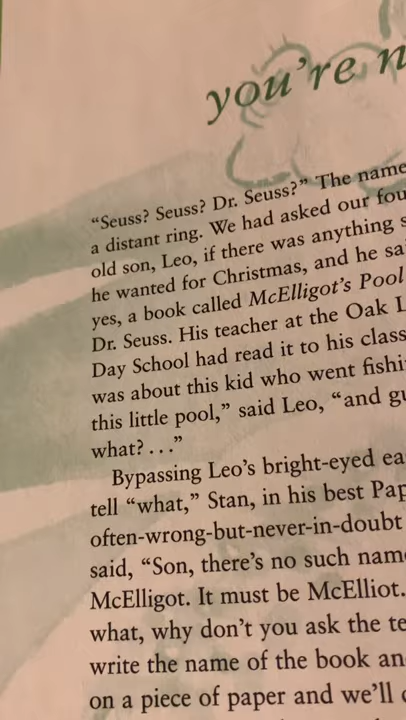 you're n
“Seuss? Seuss? Dr. Seuss?” The name
a distant ring. We had asked our fou
old son, Leo, if there was anything s
he wanted for Christmas, and he sa
yes, a book called McElligot's Pool
Dr. Seuss. His teacher at the Oak L
Day School had read it to his class
was about this kid who went fishi
this little pool,” said Leo, “and gu
what? . . .”
Bypassing Leo's bright-eyed ea
tell “what,” Stan, in his best Pap
often-wrong-but-never-in-doubt
said, “Son, there's no such name
McElligot. It must be McElliot.
what, why don't you ask the te
write the name of the book an
on a piece of paper and we'll